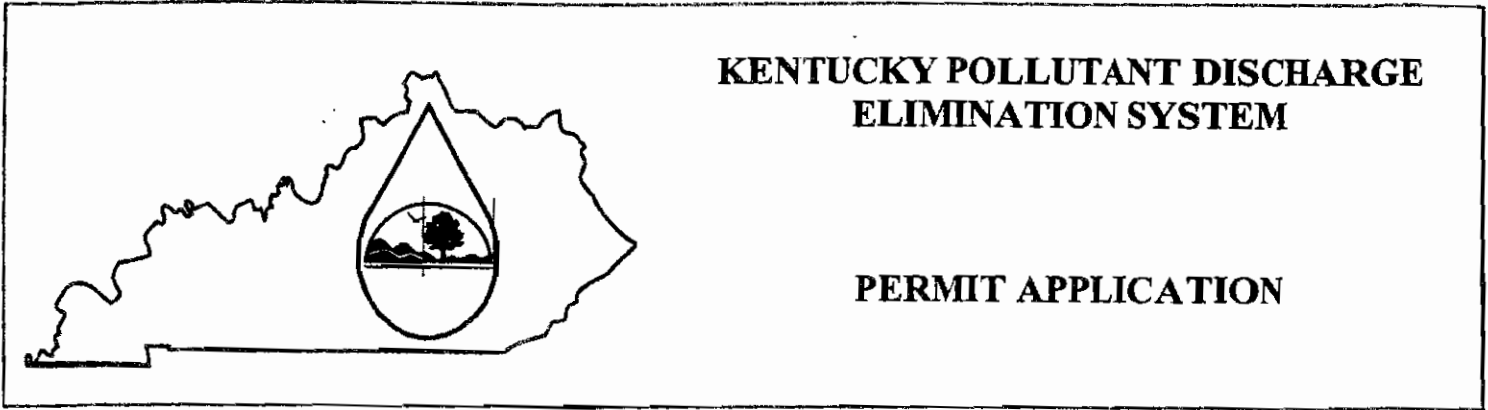 KENTUCKY POLLUTANT DISCHARGE
ELIMINATION SYSTEM
PERMIT APPLICATION